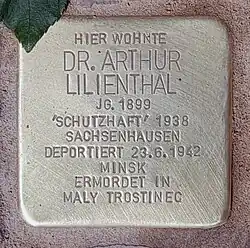 HIER WOHNTE
DR. ARTHUR
LILIENTHAL
JG. 1899
'SCHUTZHAFT' 1938
SACHSENHAUSEN
DEPORTIERT 23.6.1942
MINSK
ERMORDET IN
MALY TROSTINEC